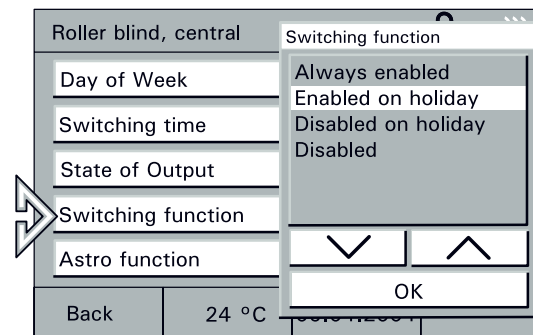 Roller blind, central
Day of Week
Switching time
State of Output
Switching function
Astro function
Back
24 °C
Switching function
Always enabled
Enabled on holiday
Disabled on holiday
Disabled
OK